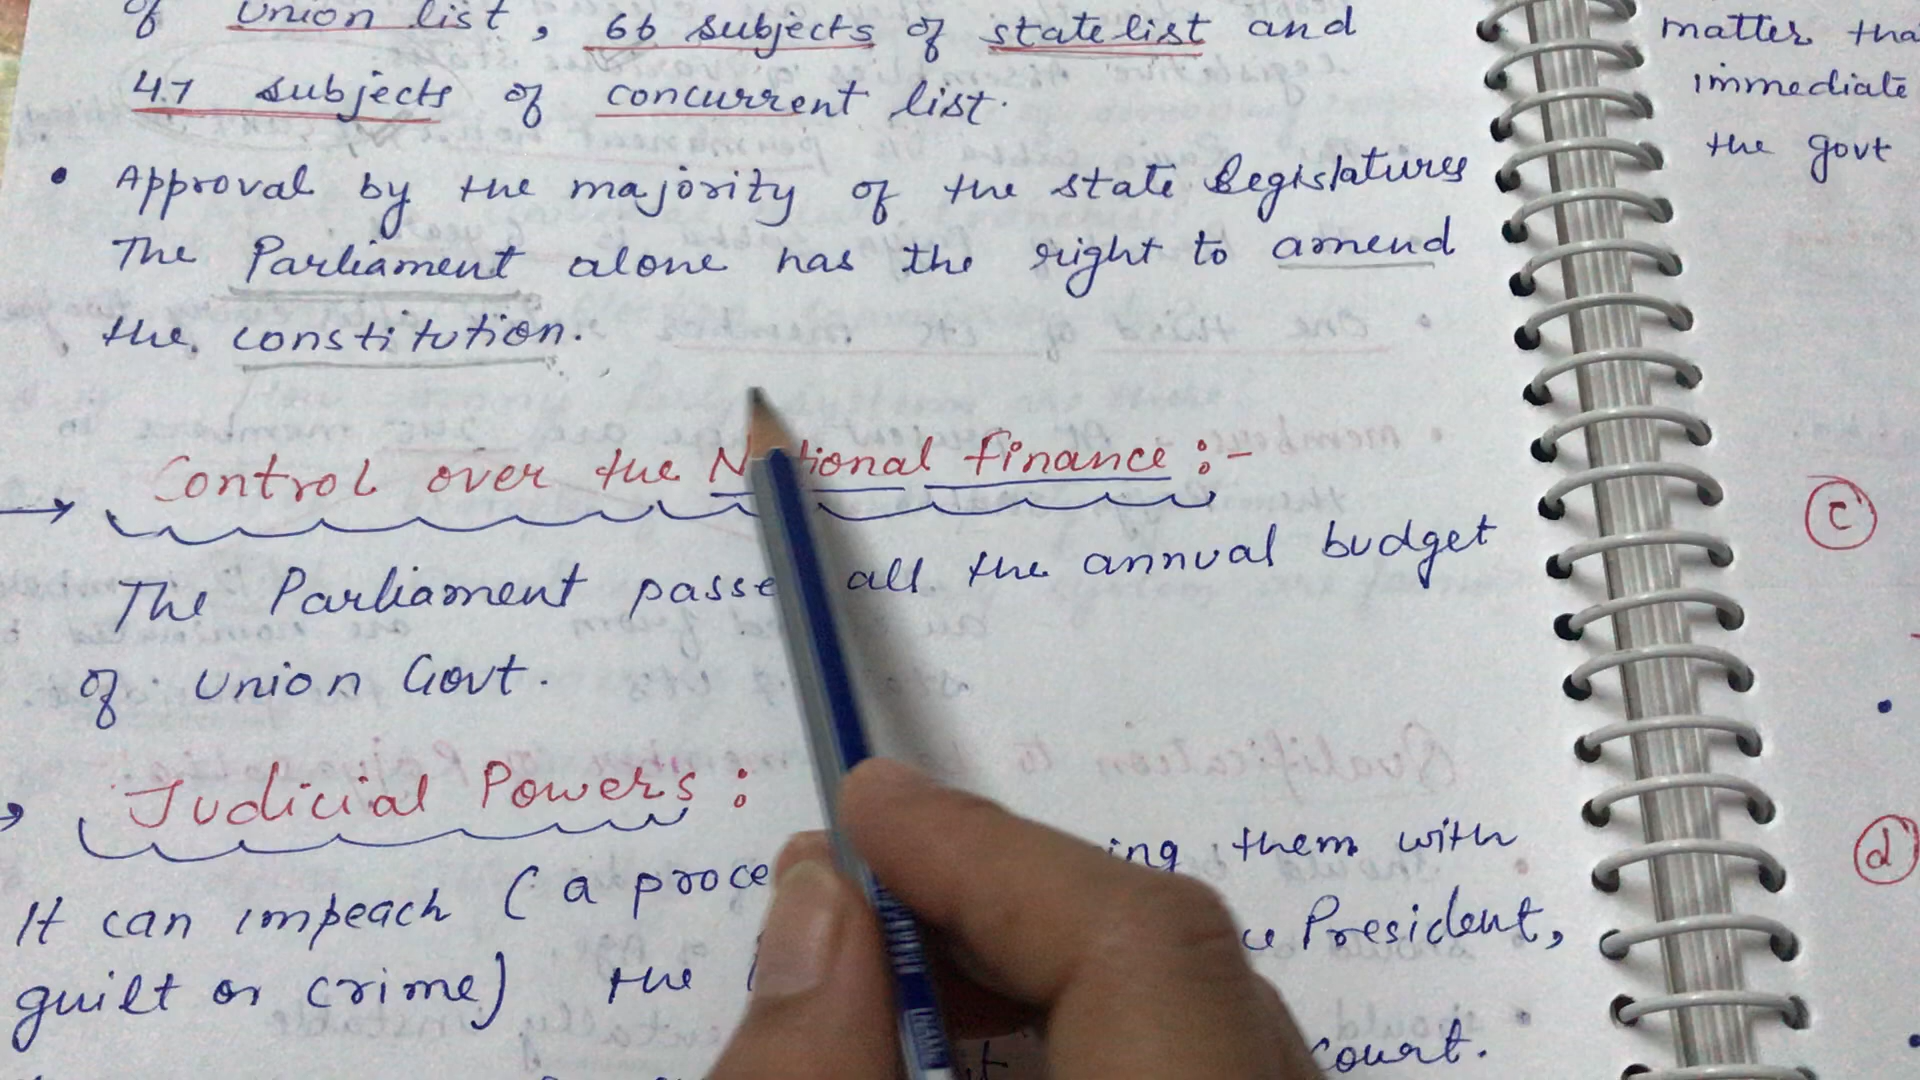 of Union list, 66 subjects of state list and
47 subjects of concurrent list.
• Approval by the majority of the state legislatures
The Parliament alone has the right to amend
the constitution.
Control over the National Finance :-
The Parliament passe all the annual budget
of Union Govt.
Judicial Powers :
It can impeach (a proce ing them with
guilt or crime) the President,
court.
matter tha
immediate
the govt
c
d